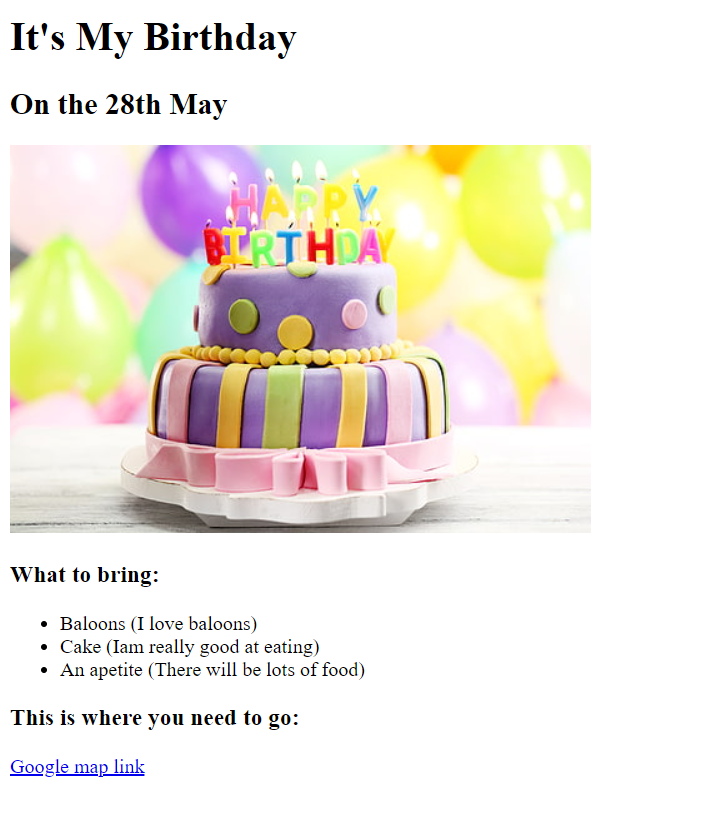 It's My Birthday
On the 28th May
HAPPY
BIRTHDAY
What to bring:
Baloons (I love baloons)
Cake (Iam really good at eating)
An apetite (There will be lots of food)
This is where you need to go:
Google map link